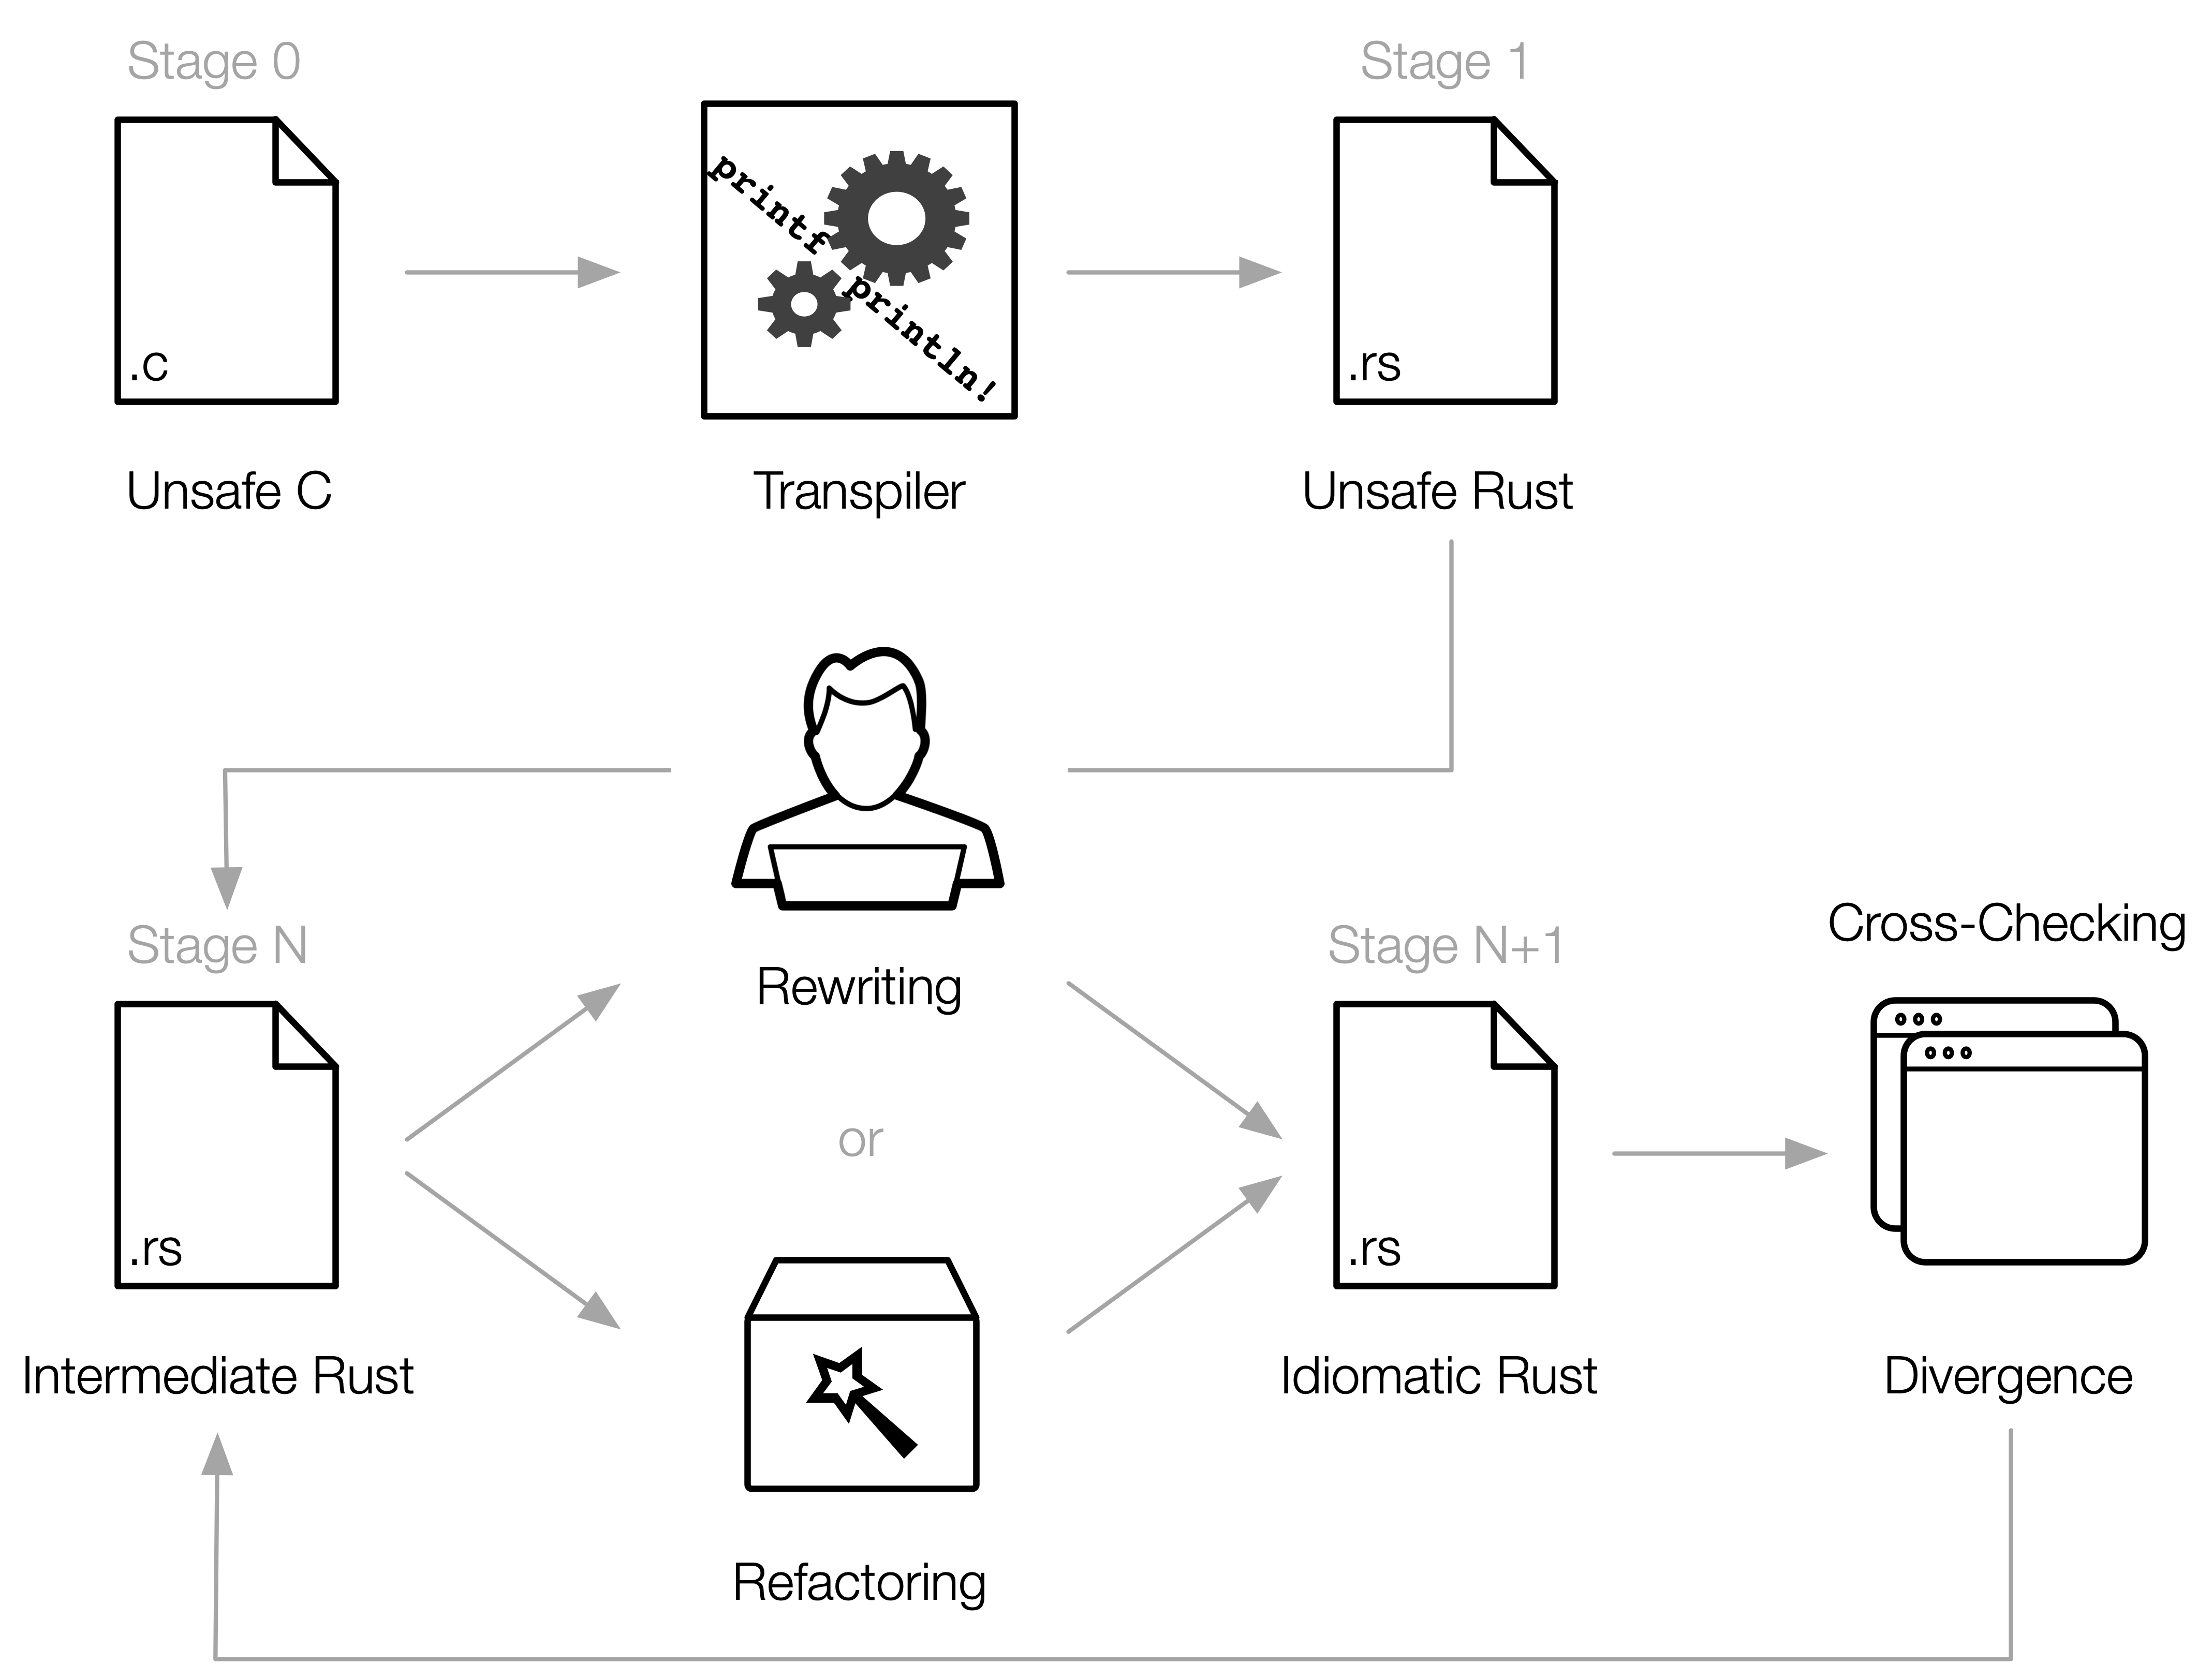 Stage 0
Stage 1
printf
println!
.c
.rs
Unsafe C
Transpiler
Unsafe Rust
Stage N
Rewriting
Stage N+1
Cross-Checking
or
.rs
.rs
Intermediate Rust
Idiomatic Rust
Divergence
Refactoring